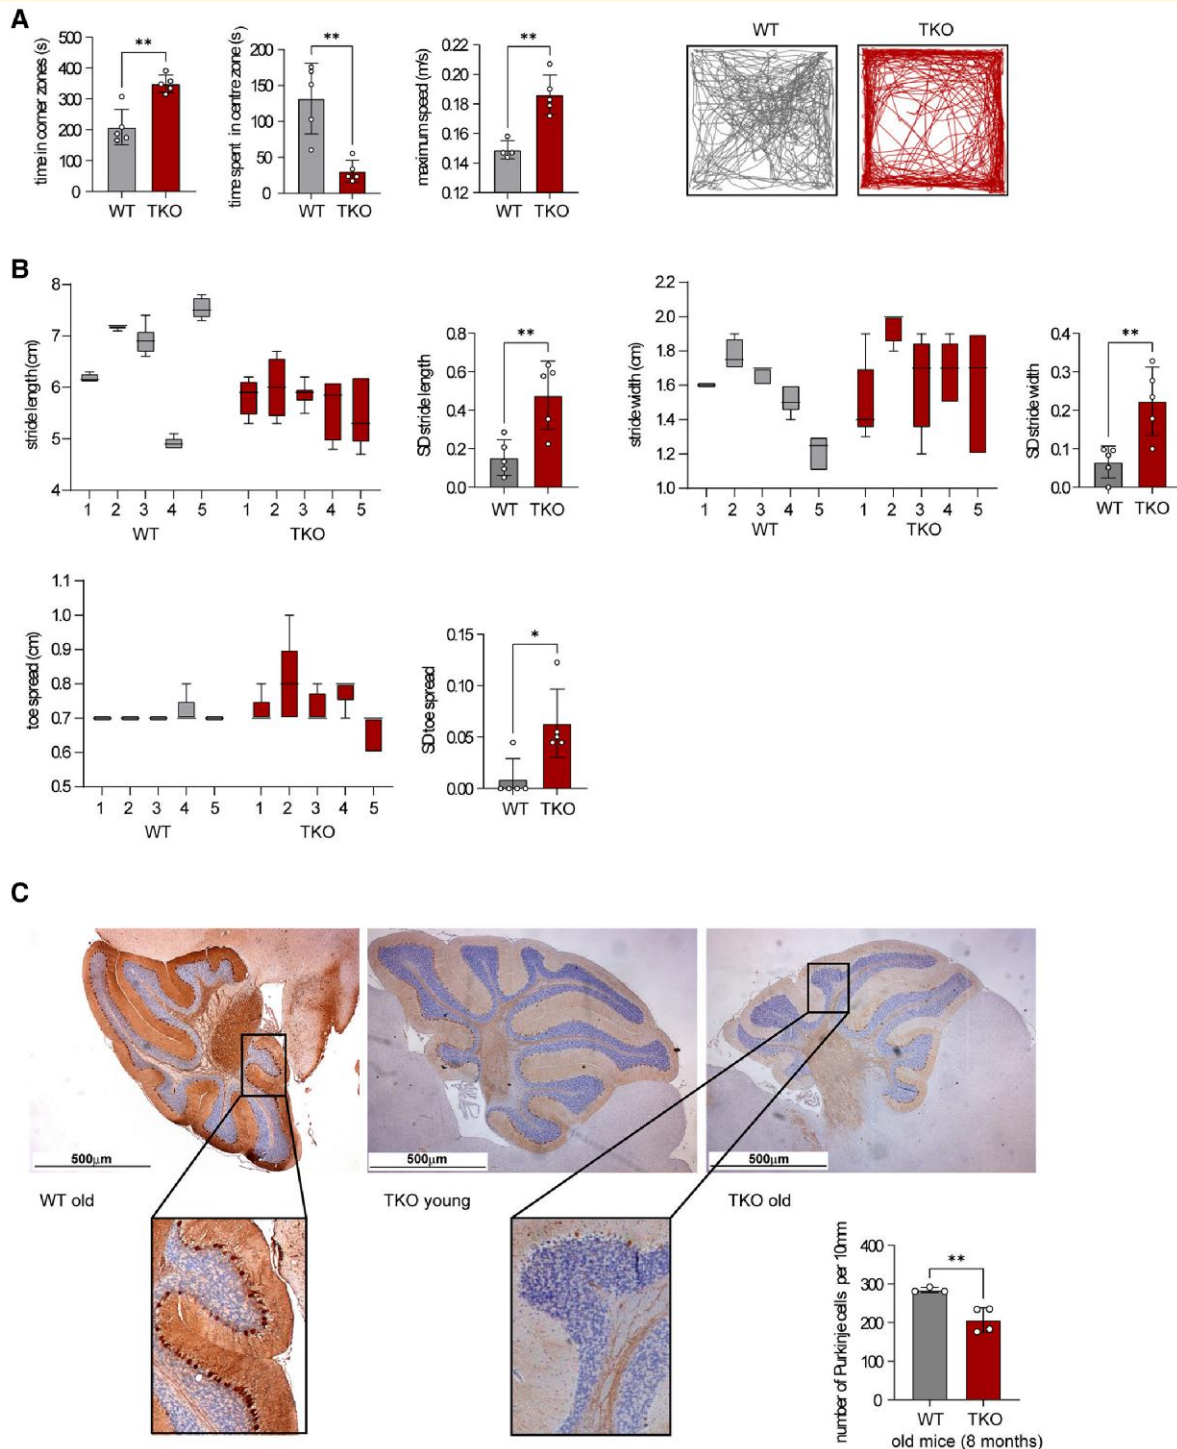 A
time in corner zones (s)
500
400
300
200
100
0
**
WT TKO
time spent in centre zone (s)
200
150
100
50
0
**
WT TKO
maximum speed (m/s)
0.22
0.20
0.18
0.16
0.14
0.12
**
WT TKO
WT
TKO
B
stride length (cm)
8
7
6
5
4
1 2 3 4 5 1 2 3 4 5
WT TKO
SD stride length
0.8
0.6
0.4
0.2
0.0
**
WT TKO
stride width (cm)
2.2
2.0
1.8
1.6
1.4
1.2
1.0
1 2 3 4 5 1 2 3 4 5
WT TKO
SD stride width
0.4
0.3
0.2
0.1
0.0
**
WT TKO
toe spread (cm)
1.1
1.0
0.9
0.8
0.7
0.6
0.5
1 2 3 4 5 1 2 3 4 5
WT TKO
SD toe spread
0.15
0.10
0.05
0.00
*
WT TKO
C
500μm
500μm
500μm
WT old
TKO young
TKO old
number of Purkinje cells per 10mm
400
300
200
100
0
**
WT TKO
old mice (8 months)